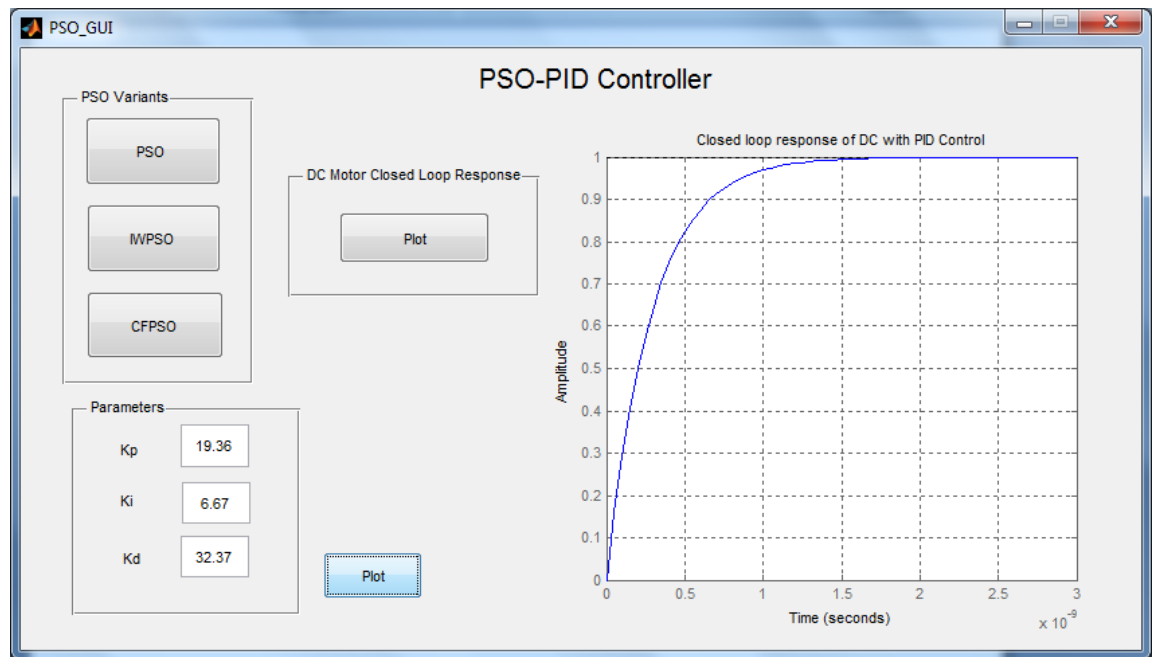 PSO_GUI
PSO-PID Controller
PSO Variants
PSO
IWPSO
CFPSO
DC Motor Closed Loop Response
Plot
Parameters
Kp 19.36
Ki 6.67
Kd 32.37
Plot
Closed loop response of DC with PID Control
Amplitude
1
0.9
0.8
0.7
0.6
0.5
0.4
0.3
0.2
0.1
0
0 0.5 1 1.5 2 2.5 3
Time (seconds)
x 10^-9